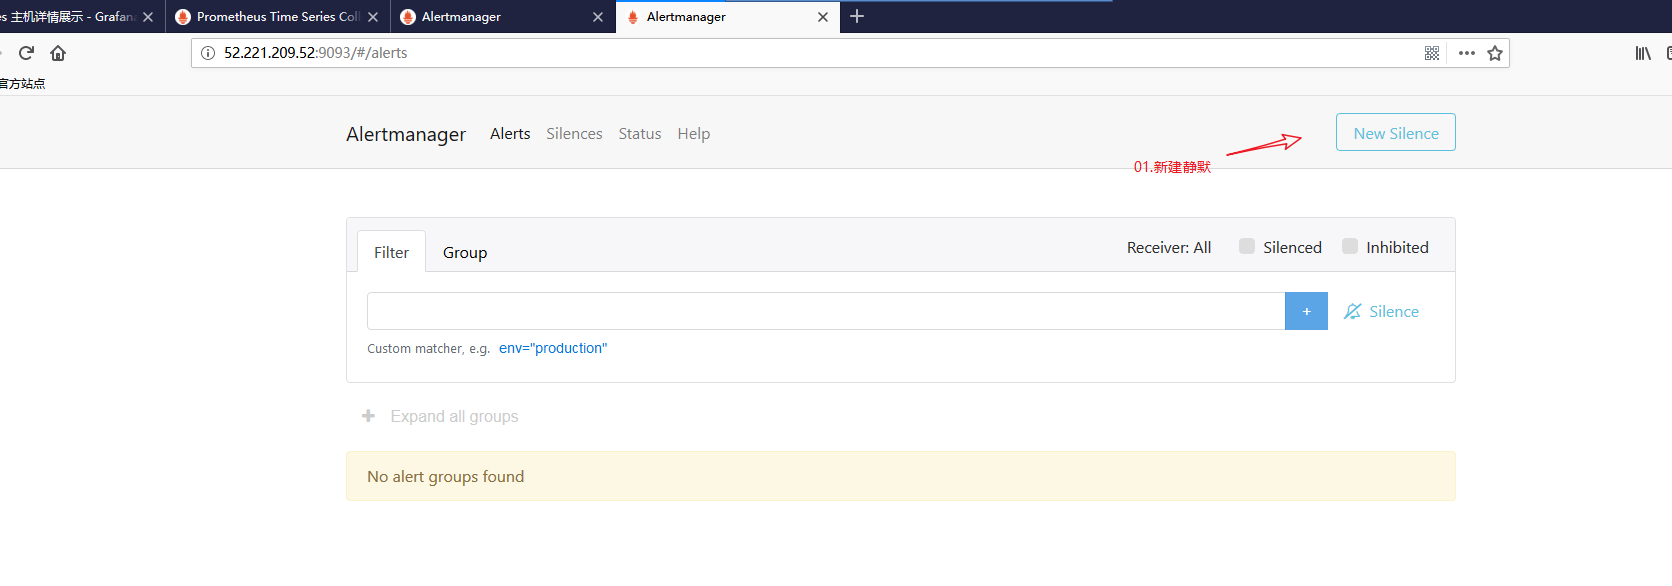 es 主机详情展示 - Grafana
Prometheus Time Series Coll
Alertmanager
Alertmanager
52.221.209.52:9093/#/alerts
官方站点
Alertmanager Alerts Silences Status Help
New Silence
01.新建静默
Filter Group
Receiver: All Silenced Inhibited
+ Silence
Custom matcher, e.g. env="production"
+ Expand all groups
No alert groups found